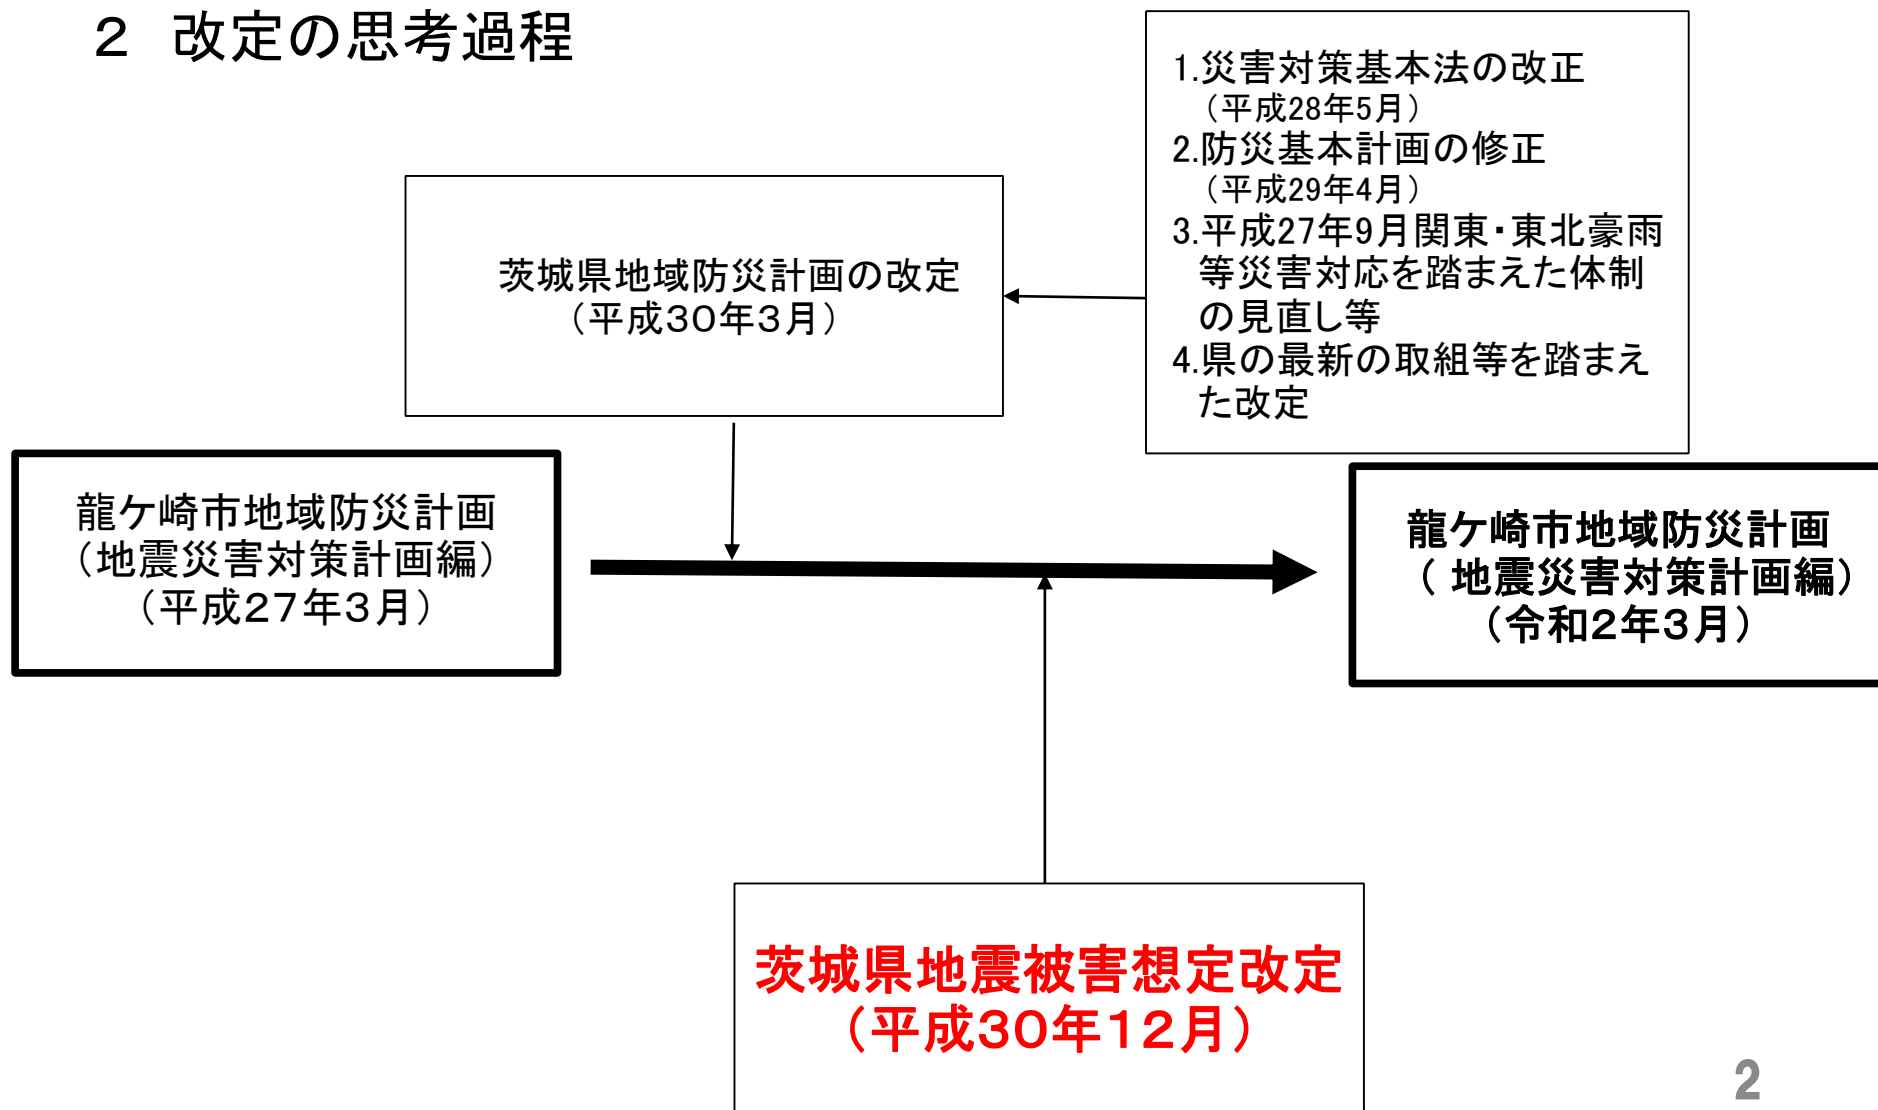 ２　改定の思考過程
1.災害対策基本法の改正
（平成28年5月）
2.防災基本計画の修正
（平成29年4月）
3.平成27年9月関東・東北豪雨
等災害対応を踏まえた体制
の見直し等
4.県の最新の取組等を踏まえ
た改定
茨城県地域防災計画の改定
（平成３０年３月）
龍ケ崎市地域防災計画
（地震災害対策計画編）
（平成２７年３月）
龍ケ崎市地域防災計画
（ 地震災害対策計画編）
（令和２年３月）
茨城県地震被害想定改定
（平成３０年１２月）
2